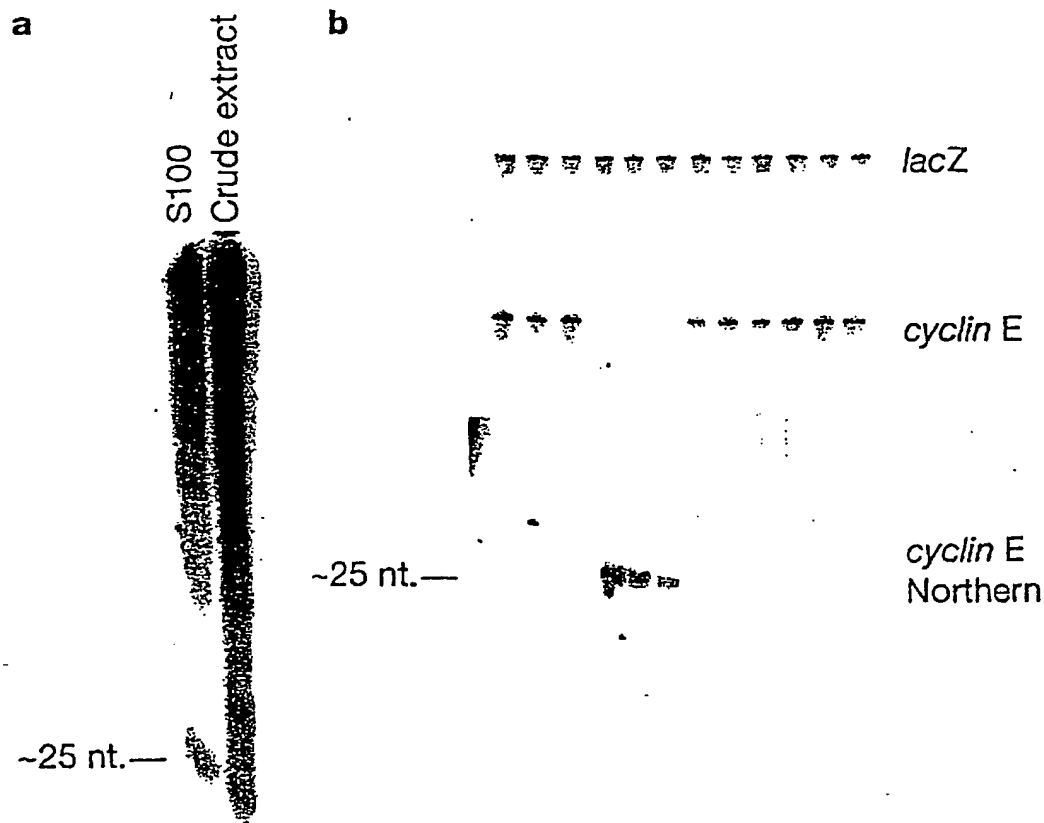 a
b
S100
Crude extract
lacZ
cyclin E
~25 nt.
cyclin E
Northern
~25 nt.